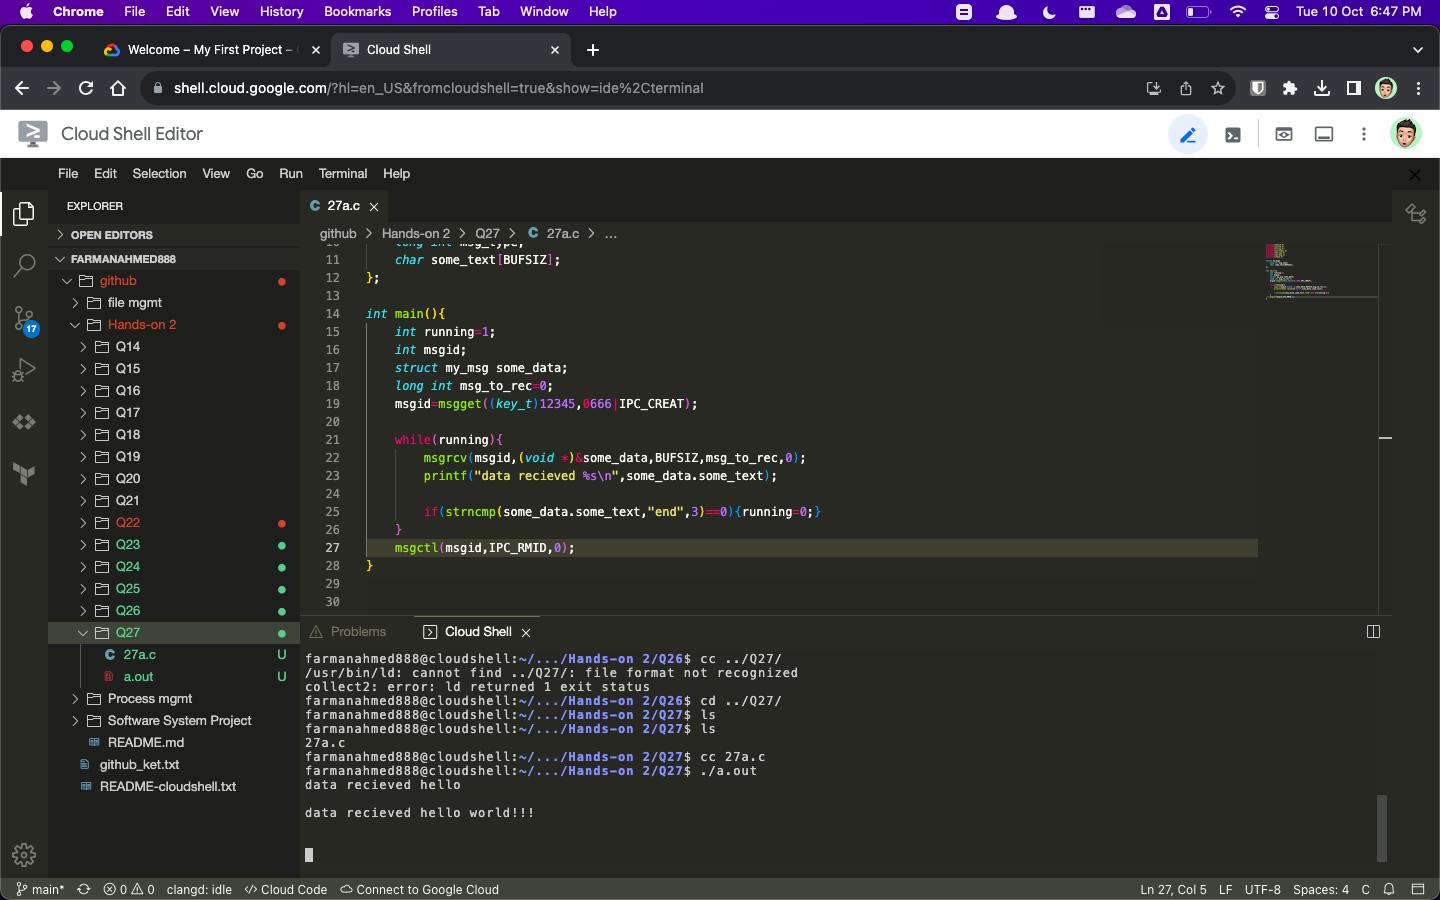 Chrome File Edit View History Bookmarks Profiles Tab Window Help Tue 10 Oct 6:47 PM
Welcome – My First Project – Cloud Shell
shell.cloud.google.com/?hl=en_US&fromcloudshell=true&show=ide%2Cterminal
Cloud Shell Editor
File Edit Selection View Go Run Terminal Help
EXPLORER
OPEN EDITORS
FARMANAHMED888
github
file mgmt
Hands-on 2
Q14
Q15
Q16
17
Q17
Q18
Q19
Q20
Q21
Q22
Q23
Q24
Q25
Q26
Q27
C 27a.c U
a.out U
Process mgmt
Software System Project
README.md
github_ket.txt
README-cloudshell.txt
C 27a.c
github > Hands-on 2 > Q27 > C 27a.c > ...
10 long int msg_type;
11 char some_text[BUFSIZ];
12 };
13
14 int main(){
15 int running=1;
16 int msgid;
17 struct my_msg some_data;
18 long int msg_to_rec=0;
19 msgid=msgget((key_t)12345,0666|IPC_CREAT);
20
21 while(running){
22 msgrcv(msgid,(void *)&some_data,BUFSIZ,msg_to_rec,0);
23 printf("data recieved %s\n",some_data.some_text);
24
25 if(strncmp(some_data.some_text,"end",3)==0){running=0;}
26 }
27 msgctl(msgid,IPC_RMID,0);
28 }
29
30
Problems Cloud Shell
farmanahmed888@cloudshell:~/.../Hands-on 2/Q26$ cc ../Q27/
/usr/bin/ld: cannot find ../Q27/: file format not recognized
collect2: error: ld returned 1 exit status
farmanahmed888@cloudshell:~/.../Hands-on 2/Q26$ cd ../Q27/
farmanahmed888@cloudshell:~/.../Hands-on 2/Q27$ ls
farmanahmed888@cloudshell:~/.../Hands-on 2/Q27$ ls
27a.c
farmanahmed888@cloudshell:~/.../Hands-on 2/Q27$ cc 27a.c
farmanahmed888@cloudshell:~/.../Hands-on 2/Q27$ ./a.out
data recieved hello
data recieved hello world!!!
main* 0 0 clangd: idle Cloud Code Connect to Google Cloud Ln 27, Col 5 LF UTF-8 Spaces: 4 C